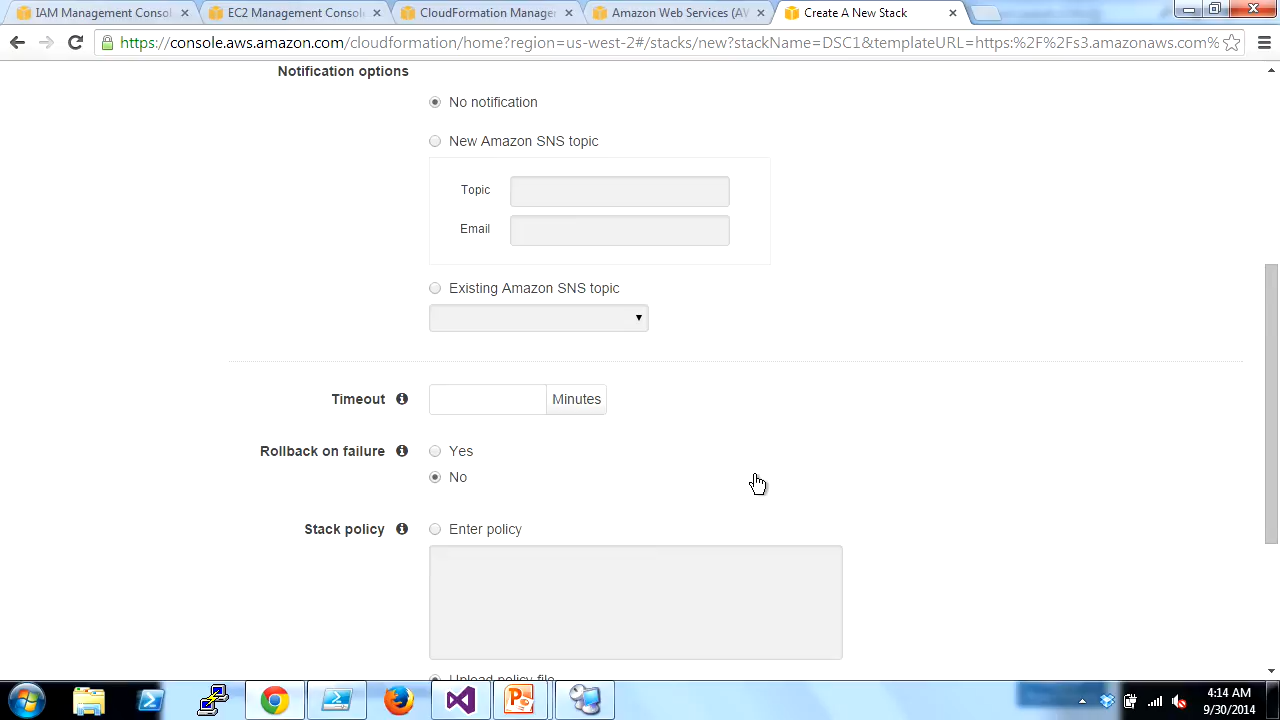 IAM Management Consol
EC2 Management Consol
CloudFormation Manage
Amazon Web Services (AV
Create A New Stack
https://console.aws.amazon.com/cloudformation/home?region=us-west-2#/stacks/new?stackName=DSC1&templateURL=https:%2F%2Fs3.amazonaws.com%
Notification options
No notification
New Amazon SNS topic
Topic
Email
Existing Amazon SNS topic
Timeout
Minutes
Rollback on failure
Yes
No
Stack policy
Enter policy
Upload policy file
4:14 AM
9/30/2014